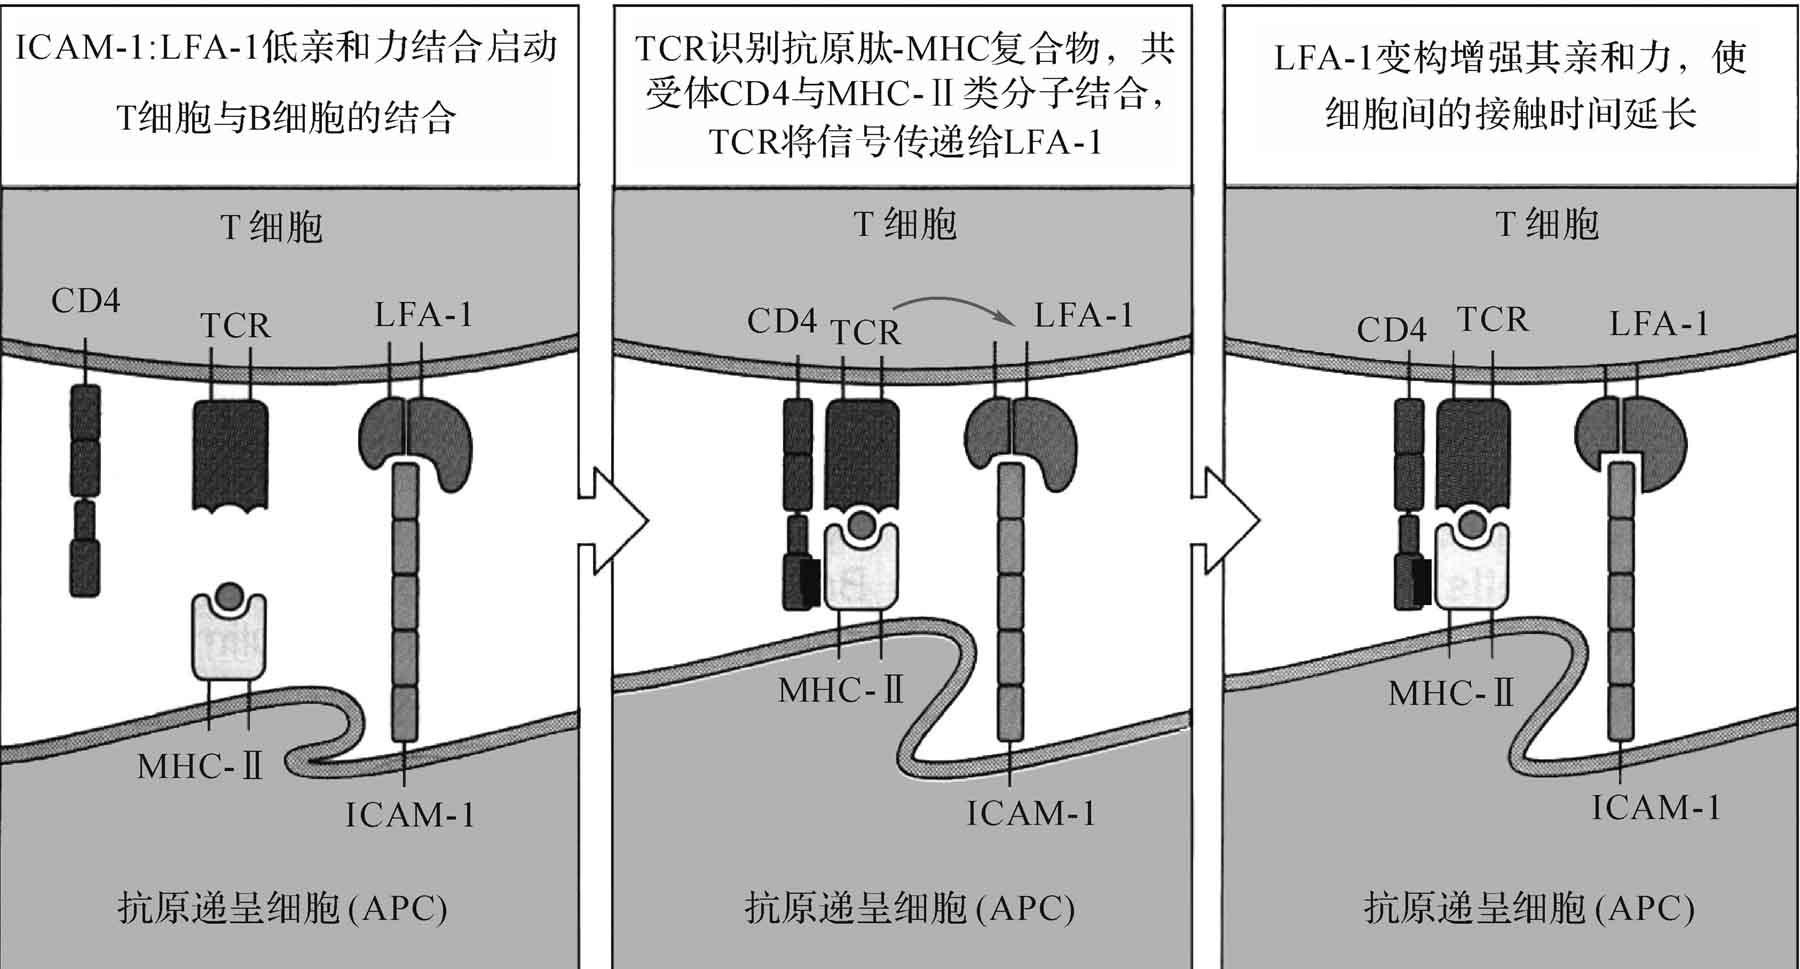 ICAM-1:LFA-1低亲和力结合启动
T细胞与B细胞的结合
T 细胞
CD4
TCR
LFA-1
MHC-Ⅱ
ICAM-1
抗原递呈细胞(APC)
TCR识别抗原肽-MHC复合物，共
受体CD4与MHC-Ⅱ类分子结合，
TCR将信号传递给LFA-1
T 细胞
CD4
TCR
LFA-1
MHC-Ⅱ
ICAM-1
抗原递呈细胞(APC)
LFA-1变构增强其亲和力，使
细胞间的接触时间延长
T 细胞
CD4
TCR
LFA-1
MHC-Ⅱ
ICAM-1
抗原递呈细胞(APC)